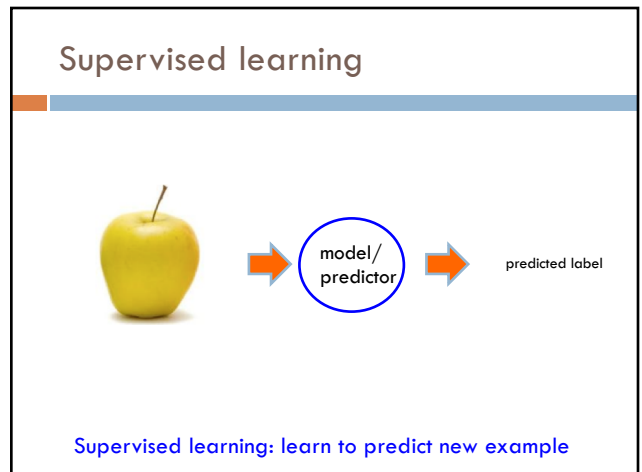 Supervised learning
model/
predictor
predicted label
Supervised learning: learn to predict new example